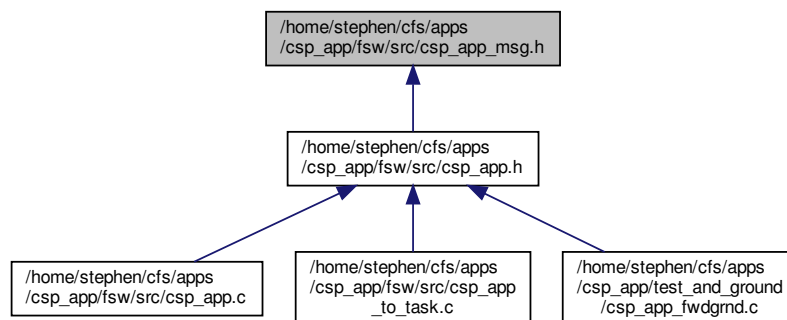 /home/stephen/cfs/apps
/csp_app/fsw/src/csp_app_msg.h
/home/stephen/cfs/apps
/csp_app/fsw/src/csp_app.h
/home/stephen/cfs/apps
/csp_app/fsw/src/csp_app.c
/home/stephen/cfs/apps
/csp_app/fsw/src/csp_app
_to_task.c
/home/stephen/cfs/apps
/csp_app/test_and_ground
/csp_app_fwdgrnd.c